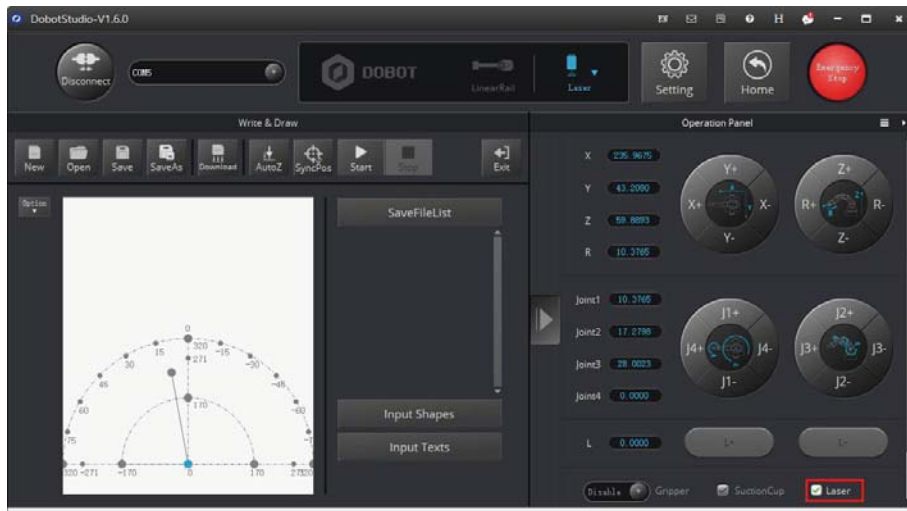 DobotStudio-V1.6.0
H
Disconnect
COM5
DOBOT
LinearRail
Laser
Setting
Home
Emergency
Stop
Write & Draw
Operation Panel
New
Open
Save
SaveAs
Download
AutoZ
SyncPos
Start
Stop
Exit
Option
SaveFileList
Input Shapes
Input Texts
0
320
271
15
-15
30
-30
45
-45
60
-60
75
170
320 -271
-170
0
170
X 235.9675
Y 43.2000
Z 59.8893
R 10.3765
Y+
X+
X-
Y-
Z+
R+
R-
Z-
Joint1 10.3765
Joint2 17.2798
Joint3 28.0023
Joint4 0.0000
J1+
J4+
J4-
J1-
J2+
J3+
J3-
J2-
L 0.0000
L+
L-
Disable
Gripper
SuctionCup
Laser